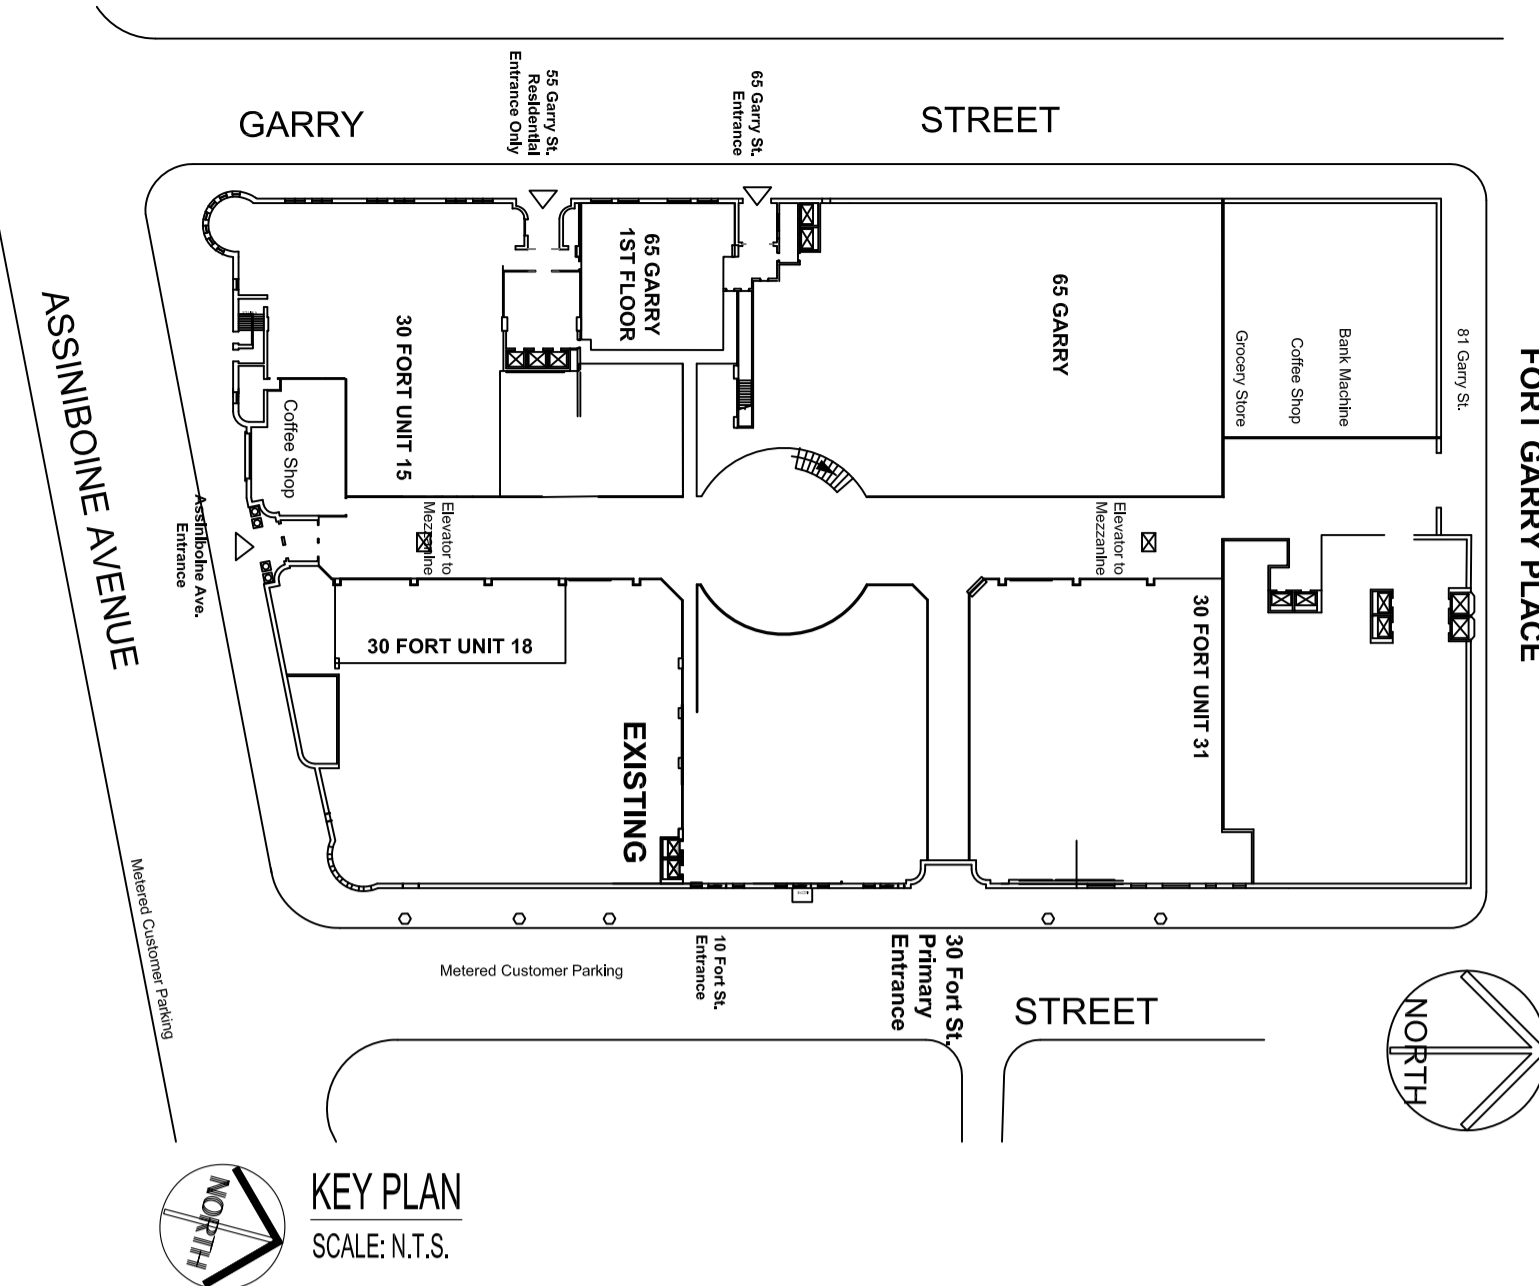 GARRY
STREET
55 Garry St.
Residential
Entrance Only
65 Garry St.
Entrance
65 GARRY
1ST FLOOR
30 FORT UNIT 15
65 GARRY
Grocery Store
Coffee Shop
Bank Machine
81 Garry St.
FORT GARRY PLACE
ASSINIBOINE AVENUE
Coffee Shop
Assiniboine Ave.
Entrance
Elevator to
Mezzanine
Elevator to
Mezzanine
30 FORT UNIT 18
30 FORT UNIT 31
EXISTING
Metered Customer Parking
Metered Customer Parking
10 Fort St.
Entrance
30 Fort St.
Primary
Entrance
STREET
NORTH
NORTH
KEY PLAN
SCALE: N.T.S.